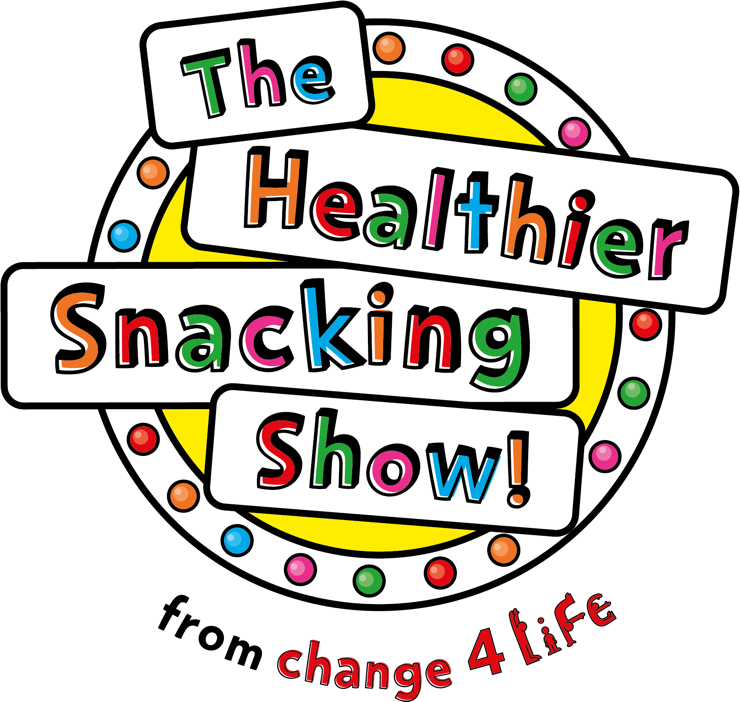 The
Healthier
Snacking
Show!
from change 4 LiFe